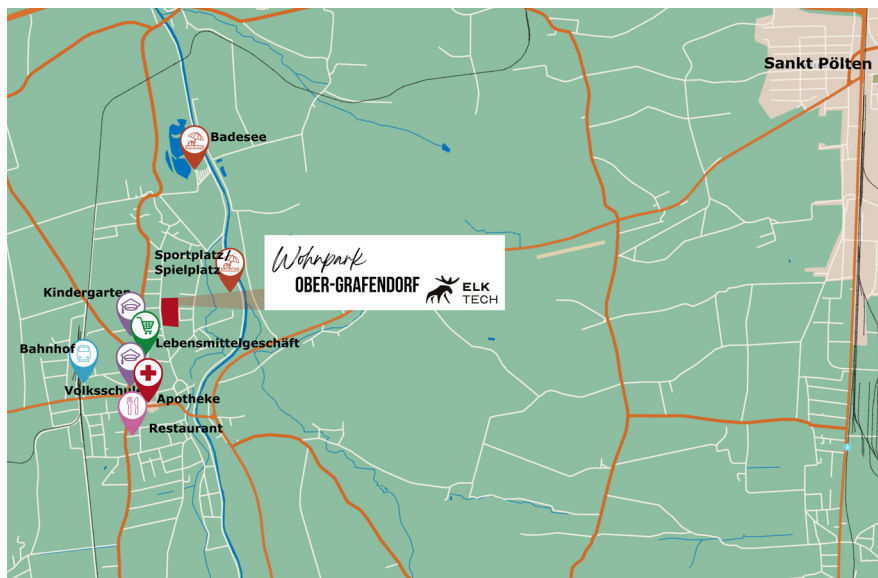 Sankt Pölten
Badesee
Sportplatz/
Spielplatz
Wohnpark
OBER-GRAFENDORF
ELK
TECH
Kindergarten
Lebensmittelgeschäft
Bahnhof
Volksschule
Apotheke
Restaurant